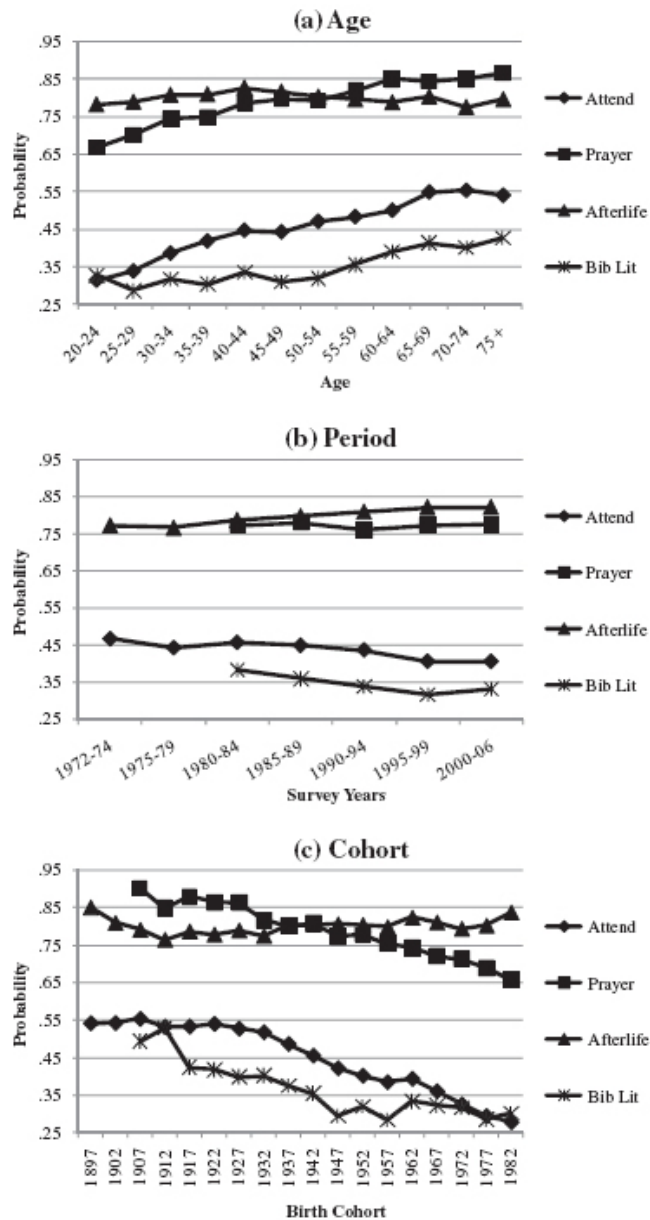 (a) Age
.95
.85
.75
.65
.55
.45
.35
.25
Probability
20-24
25-29
30-34
35-39
40-44
45-49
50-54
55-59
60-64
65-69
70-74
75+
Age
Attend
Prayer
Afterlife
Bib Lit
(b) Period
.95
.85
.75
.65
.55
.45
.35
.25
Probability
1972-74
1975-79
1980-84
1985-89
1990-94
1995-99
2000-06
Survey Years
Attend
Prayer
Afterlife
Bib Lit
(c) Cohort
.95
.85
.75
.65
.55
.45
.35
.25
Probability
1897
1902
1907
1912
1917
1922
1927
1932
1937
1942
1947
1952
1957
1962
1967
1972
1977
1982
Birth Cohort
Attend
Prayer
Afterlife
Bib Lit